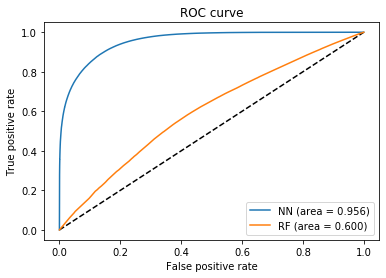 ROC curve
True positive rate
1.0
0.8
0.6
0.4
0.2
0.0
NN (area = 0.956)
RF (area = 0.600)
0.0 0.2 0.4 0.6 0.8 1.0
False positive rate